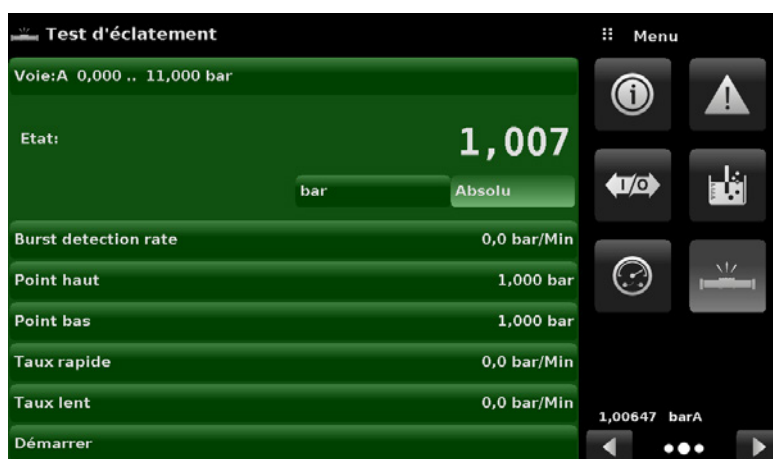 Test d'éclatement
Menu
Voie:A 0,000 .. 11,000 bar
Etat:
1,007
bar
Absolu
Burst detection rate 0,0 bar/Min
Point haut 1,000 bar
Point bas 1,000 bar
Taux rapide 0,0 bar/Min
Taux lent 0,0 bar/Min
Démarrer
I/O
1,00647 barA